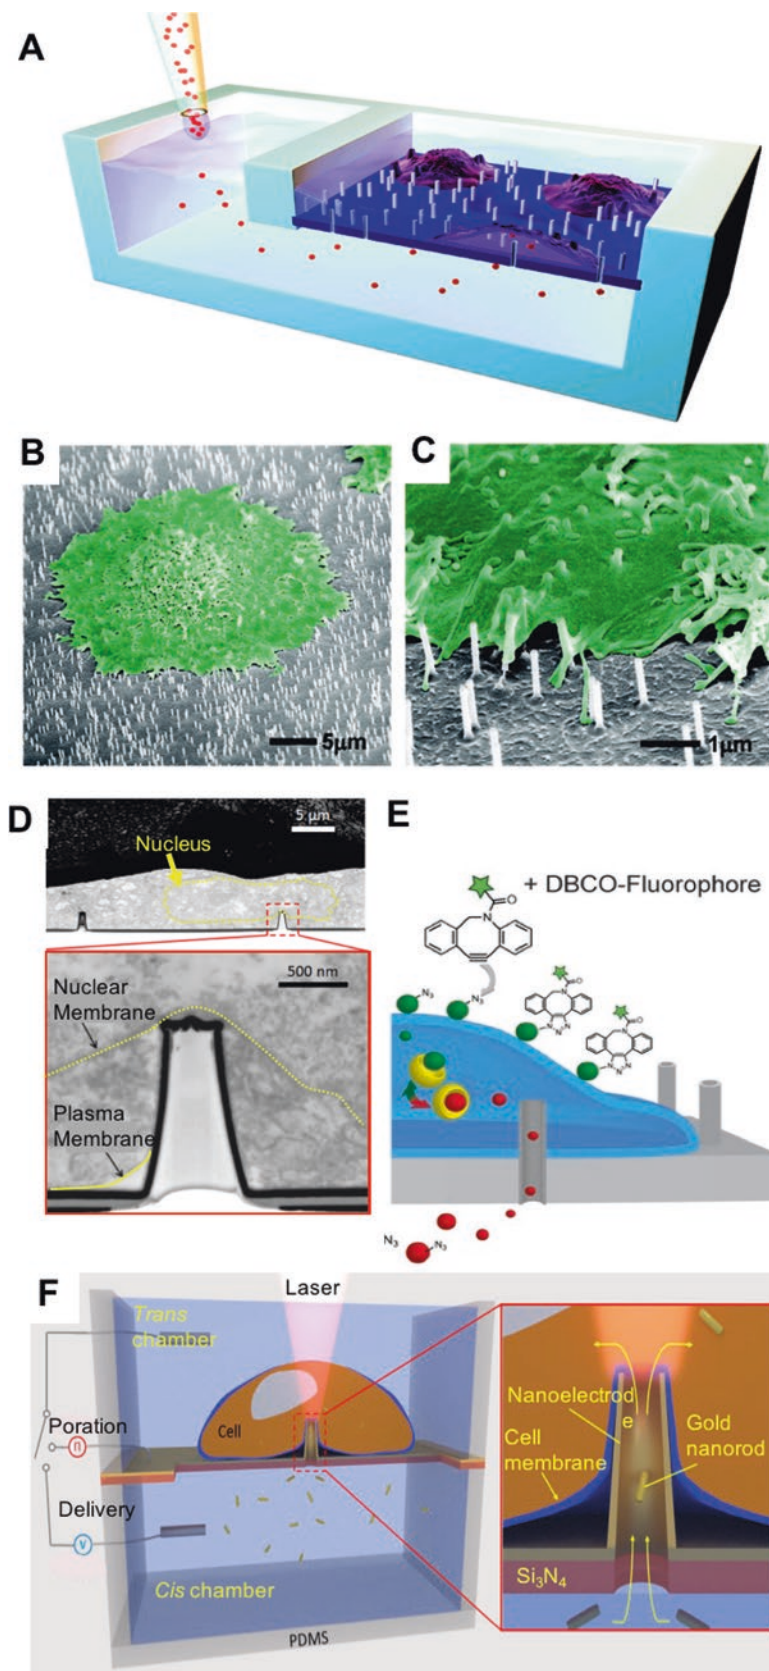 A
B
5μm
C
1μm
D
5 μm
Nucleus
500 nm
Nuclear
Membrane
Plasma
Membrane
E
+ DBCO-Fluorophore
N
O
N₃
N₃
N
O
N
N=N
N
O
N
N=N
N₃
N₃
F
Laser
Trans
chamber
Cell
Poration
n
Delivery
V
Cis chamber
PDMS
Nanoelectrod
e
Cell
membrane
Gold
nanorod
Si₃N₄